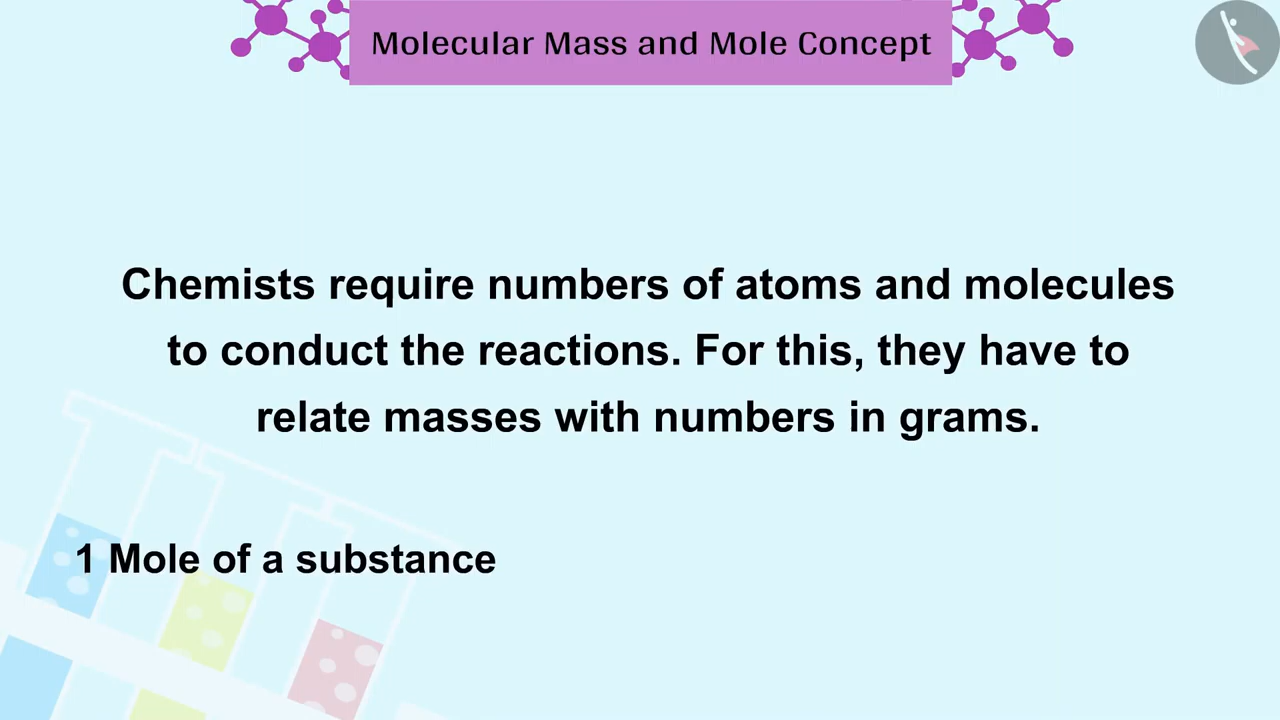 Molecular Mass and Mole Concept
Chemists require numbers of atoms and molecules
to conduct the reactions. For this, they have to
relate masses with numbers in grams.
1 Mole of a substance